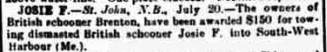 JOSIE F.—St. John, N.B., July 20.—The owners of
British schooner Brenton, have been awarded $150 for tow-
ing dismasted British schooner Josie F. into South-West
Harbour (Me.).